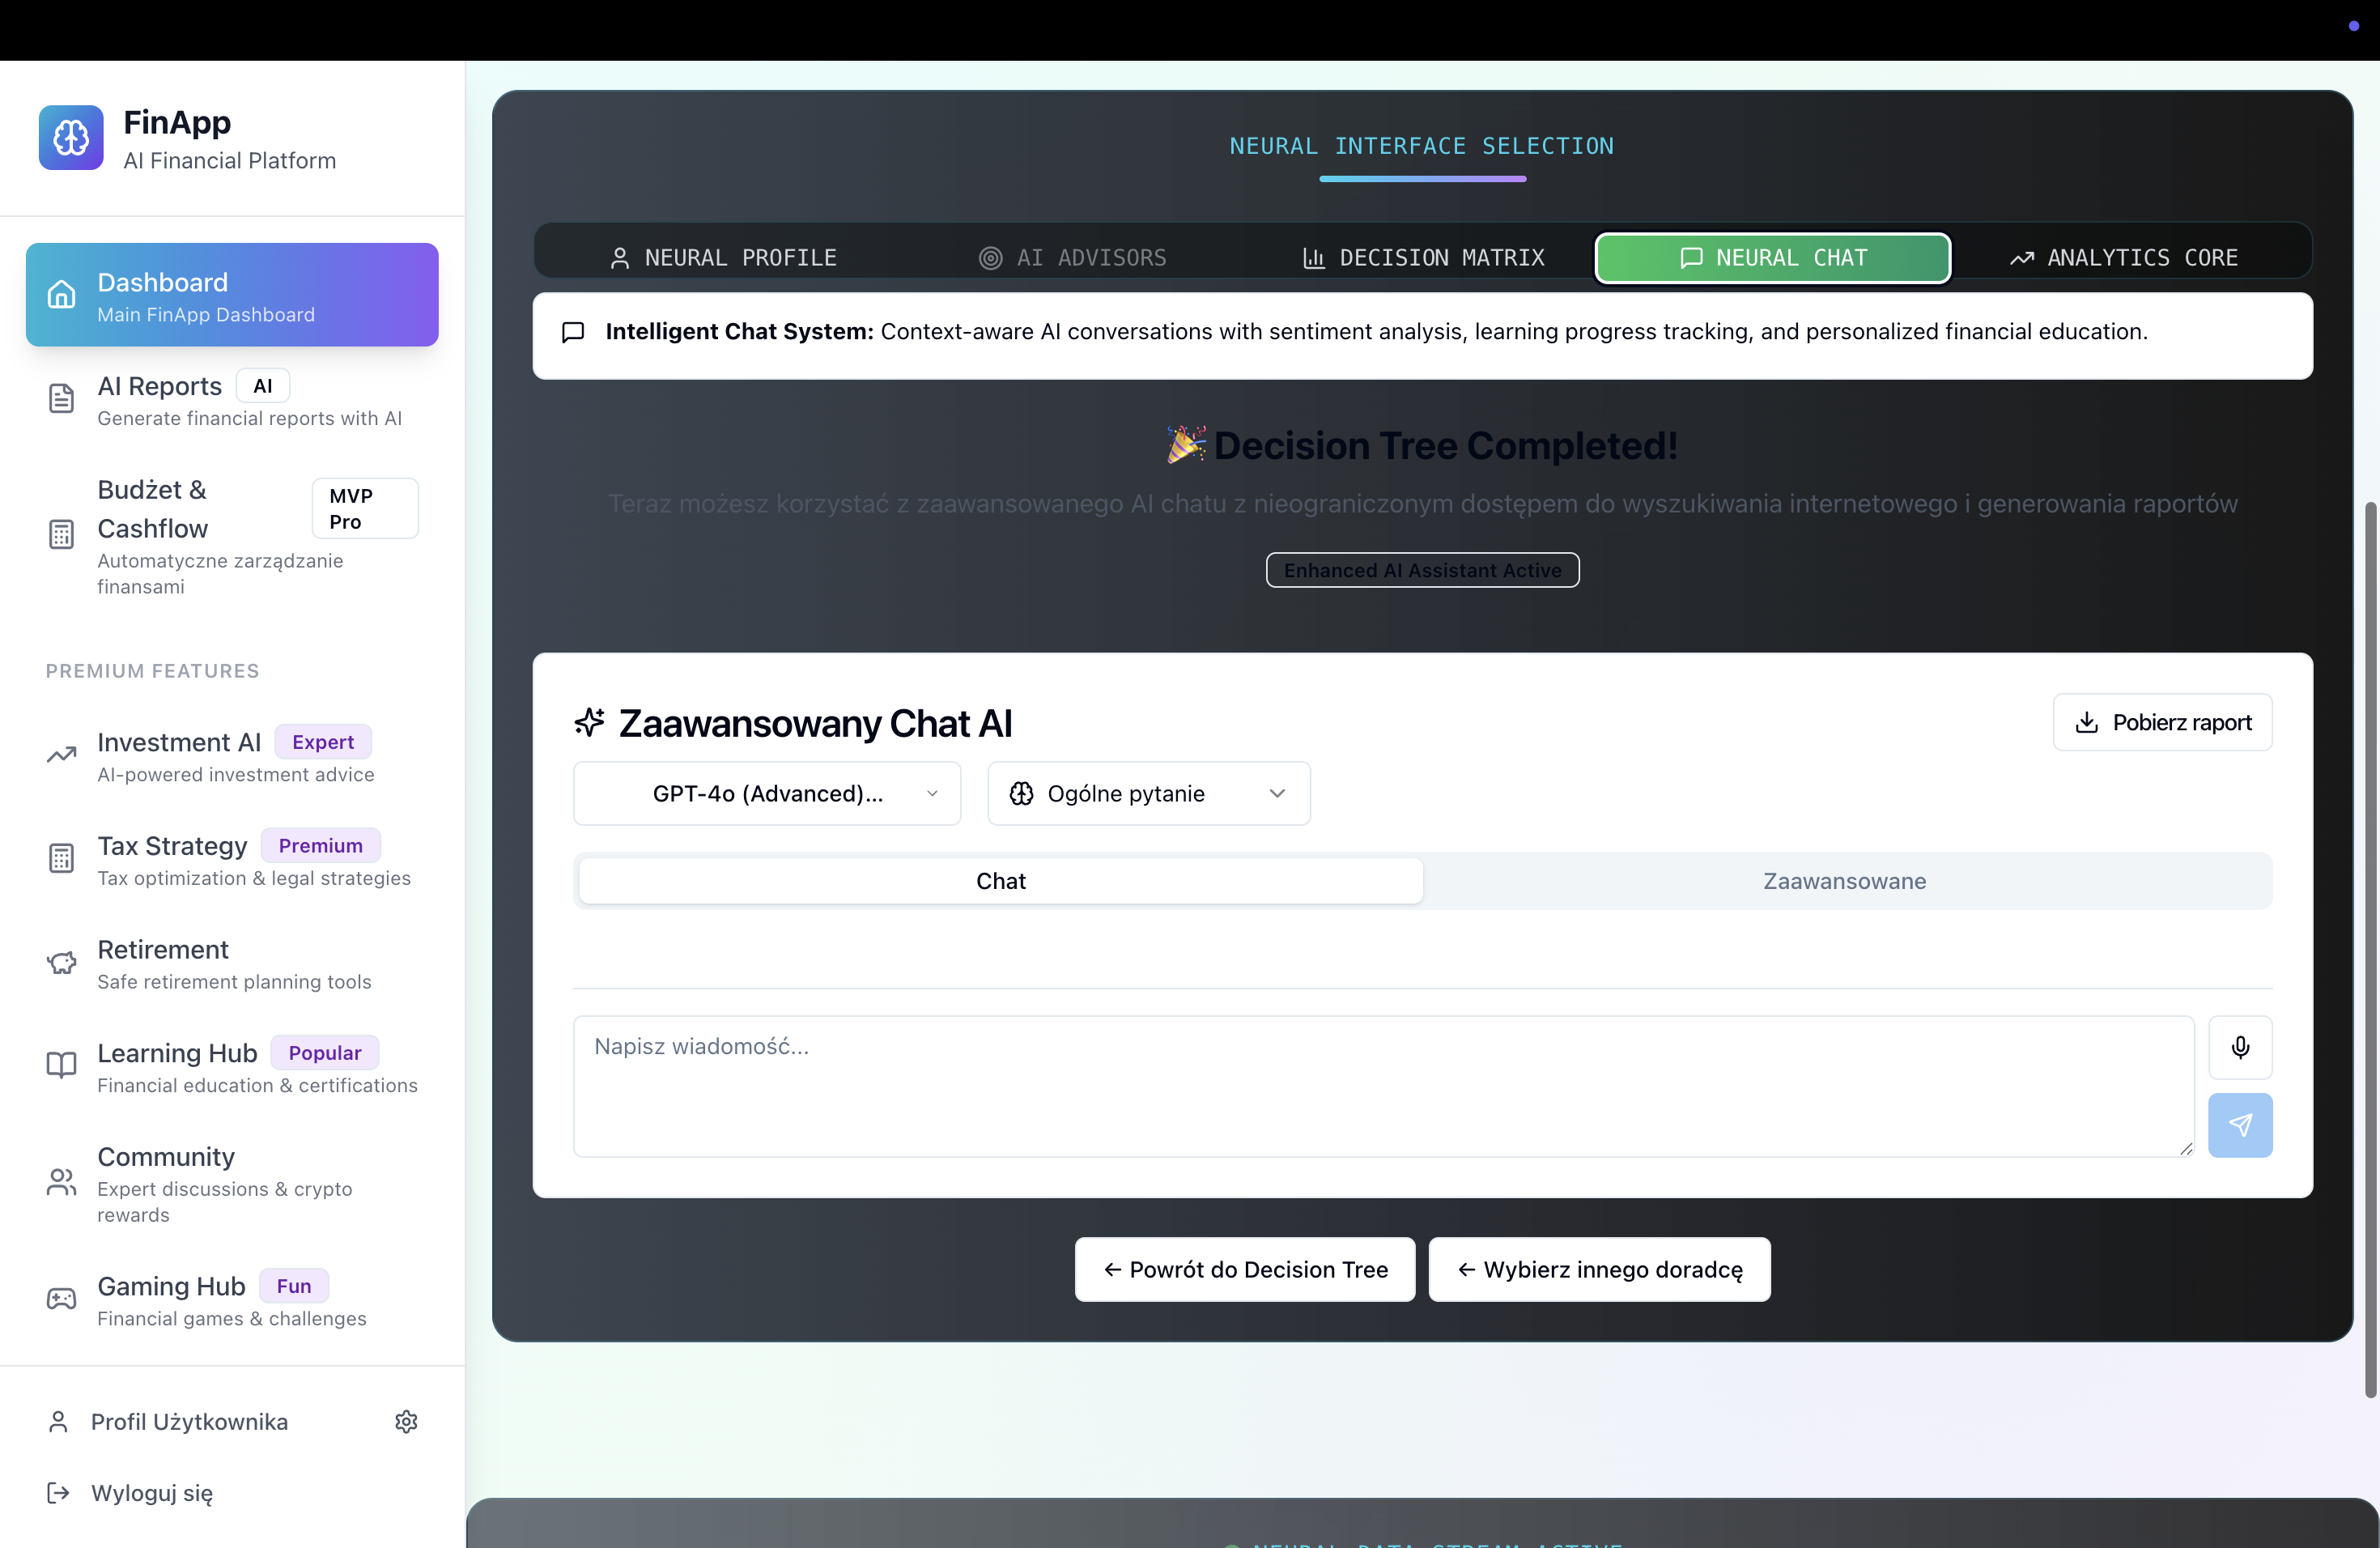 FinApp
AI Financial Platform
Dashboard
Main FinApp Dashboard
AI Reports AI
Generate financial reports with AI
Budżet &
Cashflow
MVP
Pro
Automatyczne zarządzanie
finansami
PREMIUM FEATURES
Investment AI Expert
AI-powered investment advice
Tax Strategy Premium
Tax optimization & legal strategies
Retirement
Safe retirement planning tools
Learning Hub Popular
Financial education & certifications
Community
Expert discussions & crypto
rewards
Gaming Hub Fun
Financial games & challenges
Profil Użytkownika
Wyloguj się
NEURAL INTERFACE SELECTION
NEURAL PROFILE AI ADVISORS DECISION MATRIX NEURAL CHAT ANALYTICS CORE
Intelligent Chat System: Context-aware AI conversations with sentiment analysis, learning progress tracking, and personalized financial education.
🎉 Decision Tree Completed!
Teraz możesz korzystać z zaawansowanego AI chatu z nieograniczonym dostępem do wyszukiwania internetowego i generowania raportów
Enhanced AI Assistant Active
Zaawansowany Chat AI
Pobierz raport
GPT-4o (Advanced)... Ogólne pytanie
Chat Zaawansowane
Napisz wiadomość...
← Powrót do Decision Tree ← Wybierz innego doradcę
NEURAL DATA STREAM ACTIVE